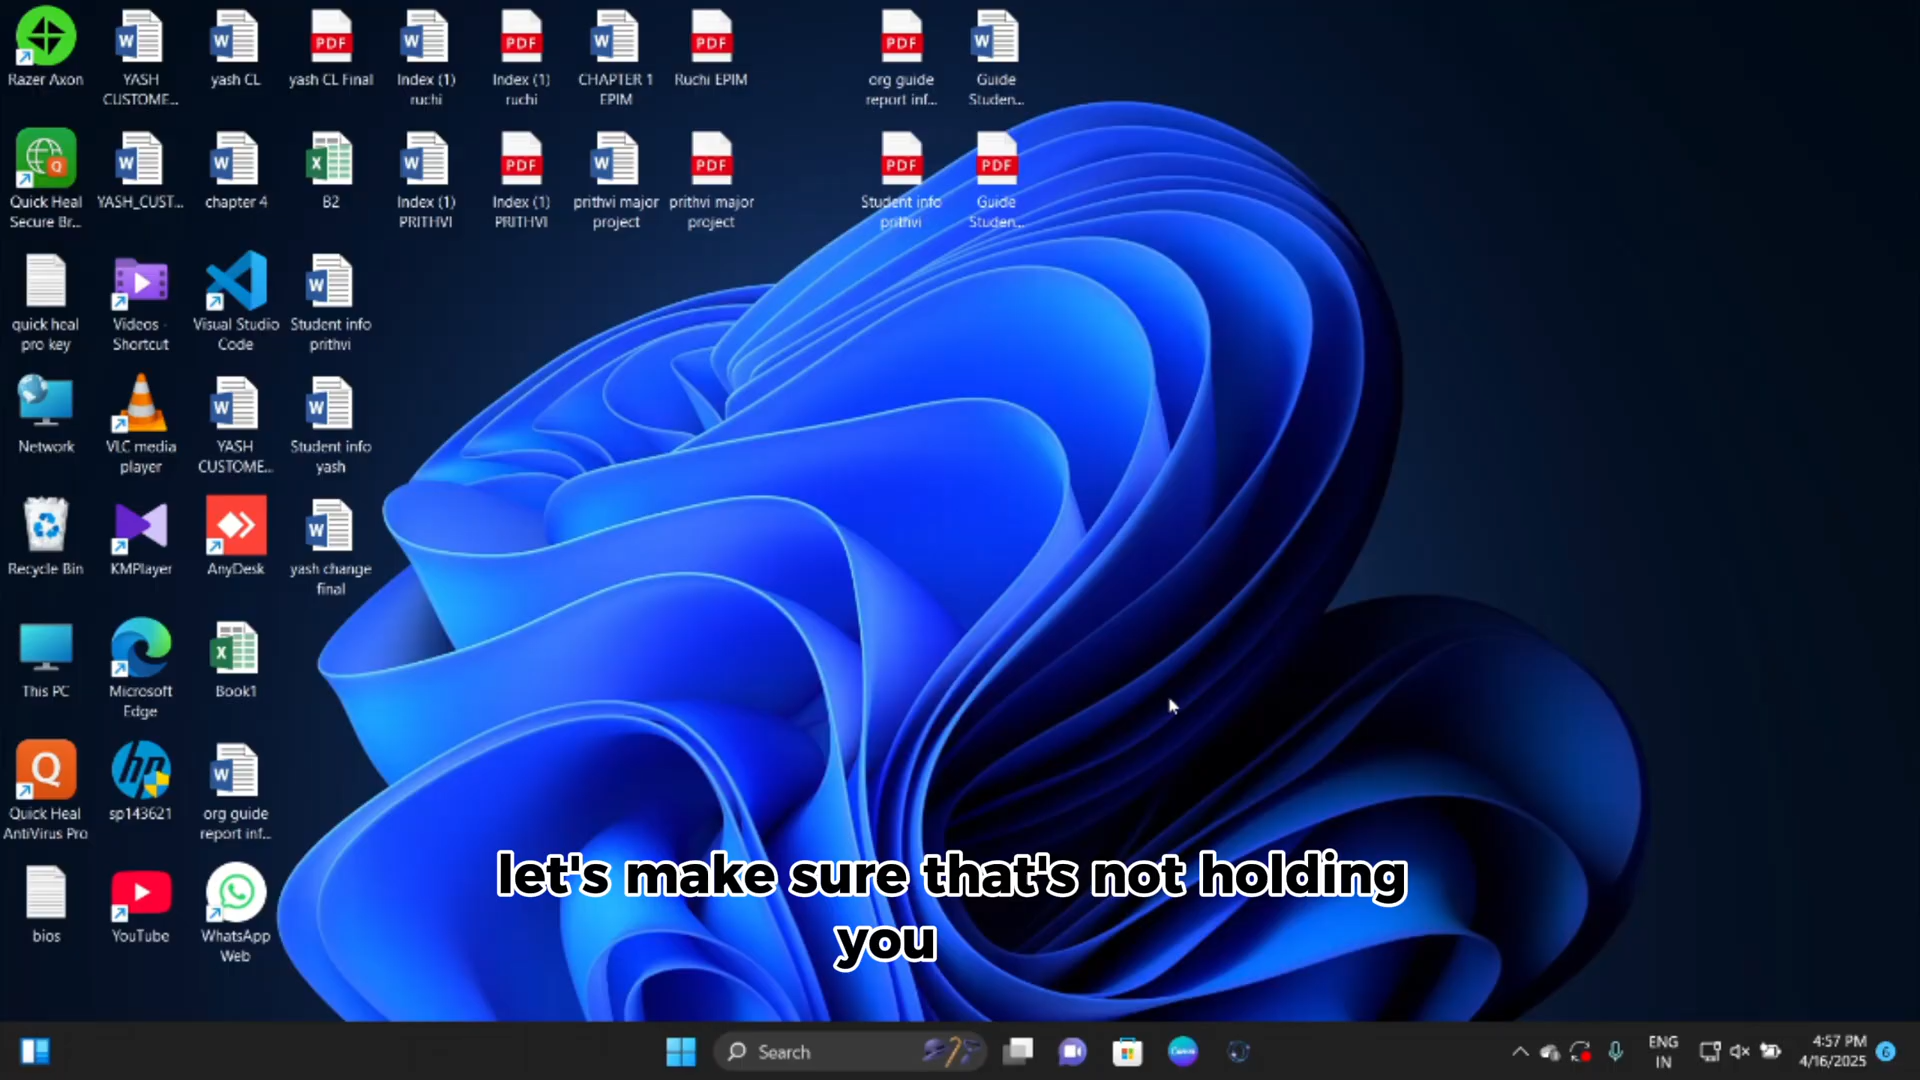 Razer Axon
YASH
CUSTOME...
yash CL
yash CL Final
Index (1)
ruchi
Index (1)
ruchi
CHAPTER 1
EPIM
Ruchi EPIM
org guide
report inf...
Guide
Studen...
Quick Heal
Secure Br...
YASH_CUST...
chapter 4
B2
Index (1)
PRITHVI
Index (1)
PRITHVI
prithvi major
project
prithvi major
project
Student info
prithvi
Guide
Studen...
quick heal
pro key
Videos -
Shortcut
Visual Studio
Code
Student info
prithvi
Network
VLC media
player
YASH
CUSTOME...
Student info
yash
Recycle Bin
KMPlayer
AnyDesk
yash change
final
This PC
Microsoft
Edge
Book1
Quick Heal
AntiVirus Pro
sp143621
org guide
report inf...
bios
YouTube
WhatsApp
Web
let's make sure that's not holding
you
Search
ENG
IN
4:57 PM
4/16/2025
6